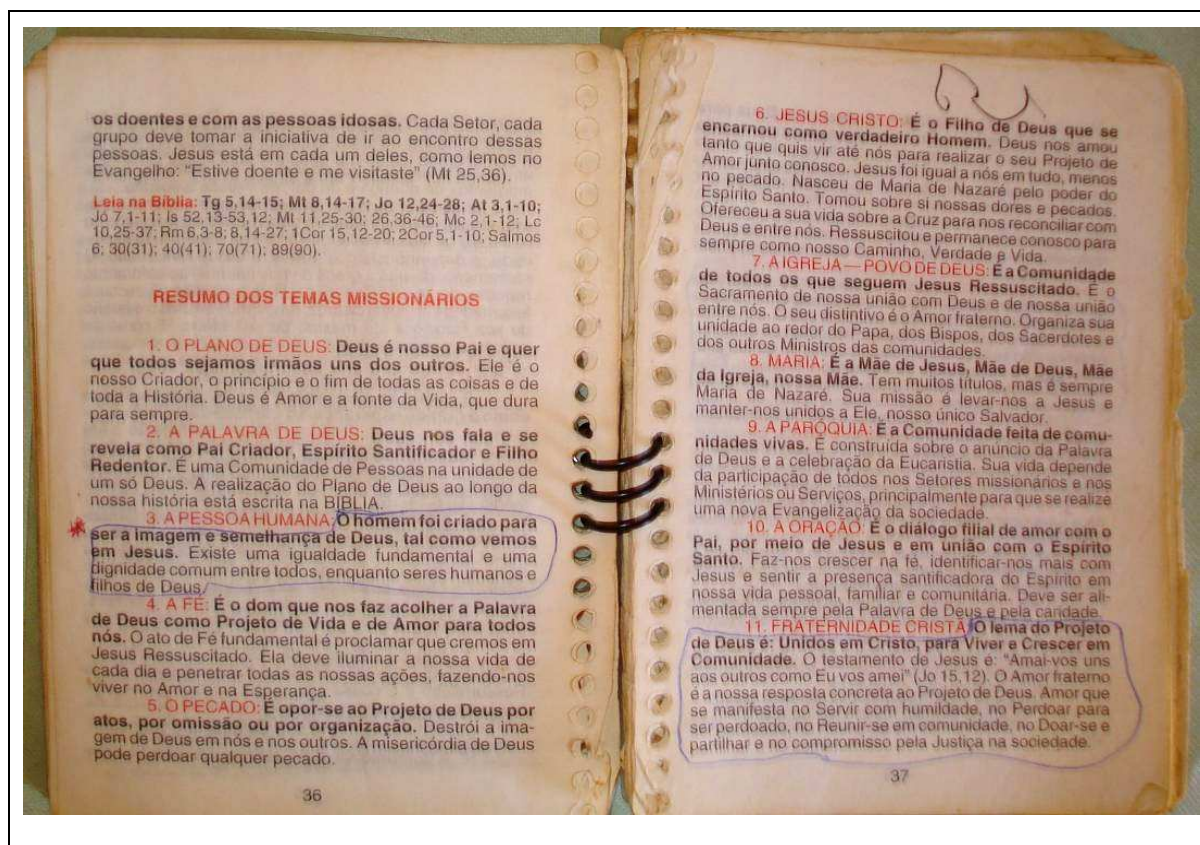 os doentes e com as pessoas idosas. Cada Setor, cada
grupo deve tomar a iniciativa de ir ao encontro dessas
pessoas. Jesus está em cada um deles, como lemos no
Evangelho: “Estive doente e me visitaste” (Mt 25,36).
Leia na Bíblia: Tg 5,14-15; Mt 8,14-17; Jo 12,24-28; At 3,1-10;
Jó 7,1-11; Is 52,13-53,12; Mt 11,25-30; 26,36-46; Mc 2,1-12; Lc
10,25-37; Rm 6,3-8; 8,14-27; 1Cor 15,12-20; 2Cor 5,1-10; Salmos
6; 30(31); 40(41); 70(71); 89(90).
RESUMO DOS TEMAS MISSIONÁRIOS
1. O PLANO DE DEUS: Deus é nosso Pai e quer
que todos sejamos irmãos uns dos outros. Ele é o
nosso Criador, o princípio e o fim de todas as coisas e de
toda a História. Deus é Amor e a fonte da Vida, que dura
para sempre.
2. A PALAVRA DE DEUS: Deus nos fala e se
revela como Pai Criador, Espírito Santificador e Filho
Redentor. É uma Comunidade de Pessoas na unidade de
um só Deus. A realização do Plano de Deus ao longo da
nossa história está escrita na BÍBLIA.
3. A PESSOA HUMANA: O homem foi criado para
ser a imagem e semelhança de Deus, tal como vemos
em Jesus. Existe uma igualdade fundamental e uma
dignidade comum entre todos, enquanto seres humanos e
filhos de Deus.
4. A FÉ: É o dom que nos faz acolher a Palavra
de Deus como Projeto de Vida e de Amor para todos
nós. O ato de Fé fundamental é proclamar que cremos em
Jesus Ressuscitado. Ela deve iluminar a nossa vida de
cada dia e penetrar todas as nossas ações, fazendo-nos
viver no Amor e na Esperança.
5. O PECADO: É opor-se ao Projeto de Deus por
atos, por omissão ou por organização. Destrói a ima-
gem de Deus em nós e nos outros. A misericórdia de Deus
pode perdoar qualquer pecado.
36
6. JESUS CRISTO: É o Filho de Deus que se
encarnou como verdadeiro Homem. Deus nos amou
tanto que quis vir até nós para realizar o seu Projeto de
Amor junto conosco. Jesus foi igual a nós em tudo, menos
no pecado. Nasceu de Maria de Nazaré pelo poder do
Espírito Santo. Tomou sobre si nossas dores e pecados.
Ofereceu a sua vida sobre a Cruz para nos reconciliar com
Deus e entre nós. Ressuscitou e permanece conosco para
sempre como nosso Caminho, Verdade e Vida.
7. A IGREJA — POVO DE DEUS: É a Comunidade
de todos os que seguem Jesus Ressuscitado. É o
Sacramento de nossa união com Deus e de nossa união
entre nós. O seu distintivo é o Amor fraterno. Organiza sua
unidade ao redor do Papa, dos Bispos, dos Sacerdotes e
dos outros Ministros das comunidades.
8. MARIA: É a Mãe de Jesus, Mãe de Deus, Mãe
da Igreja, nossa Mãe. Tem muitos títulos, mas é sempre
Maria de Nazaré. Sua missão é levar-nos a Jesus e
manter-nos unidos a Ele, nosso único Salvador.
9. A PARÓQUIA: É a Comunidade feita de comu-
nidades vivas. É construída sobre o anúncio da Palavra
de Deus e a celebração da Eucaristia. Sua vida depende
da participação de todos nos Setores missionários e nos
Ministérios ou Serviços, principalmente para que se realize
uma nova Evangelização da sociedade.
10. A ORAÇÃO: É o diálogo filial de amor com o
Pai, por meio de Jesus e em união com o Espírito
Santo. Faz-nos crescer na fé, identificar-nos mais com
Jesus e sentir a presença santificadora do Espírito em
nossa vida pessoal, familiar e comunitária. Deve ser ali-
mentada sempre pela Palavra de Deus e pela caridade.
11. FRATERNIDADE CRISTÃ: O lema do Projeto
de Deus é: Unidos em Cristo, para Viver e Crescer em
Comunidade. O testamento de Jesus é: “Amai-vos uns
aos outros como Eu vos amei” (Jo 15,12). O Amor fraterno
é a nossa resposta concreta ao Projeto de Deus. Amor que
se manifesta no Servir com humildade, no Perdoar para
ser perdoado, no Reunir-se em comunidade, no Doar-se e
partilhar e no compromisso pela Justiça na sociedade.
37